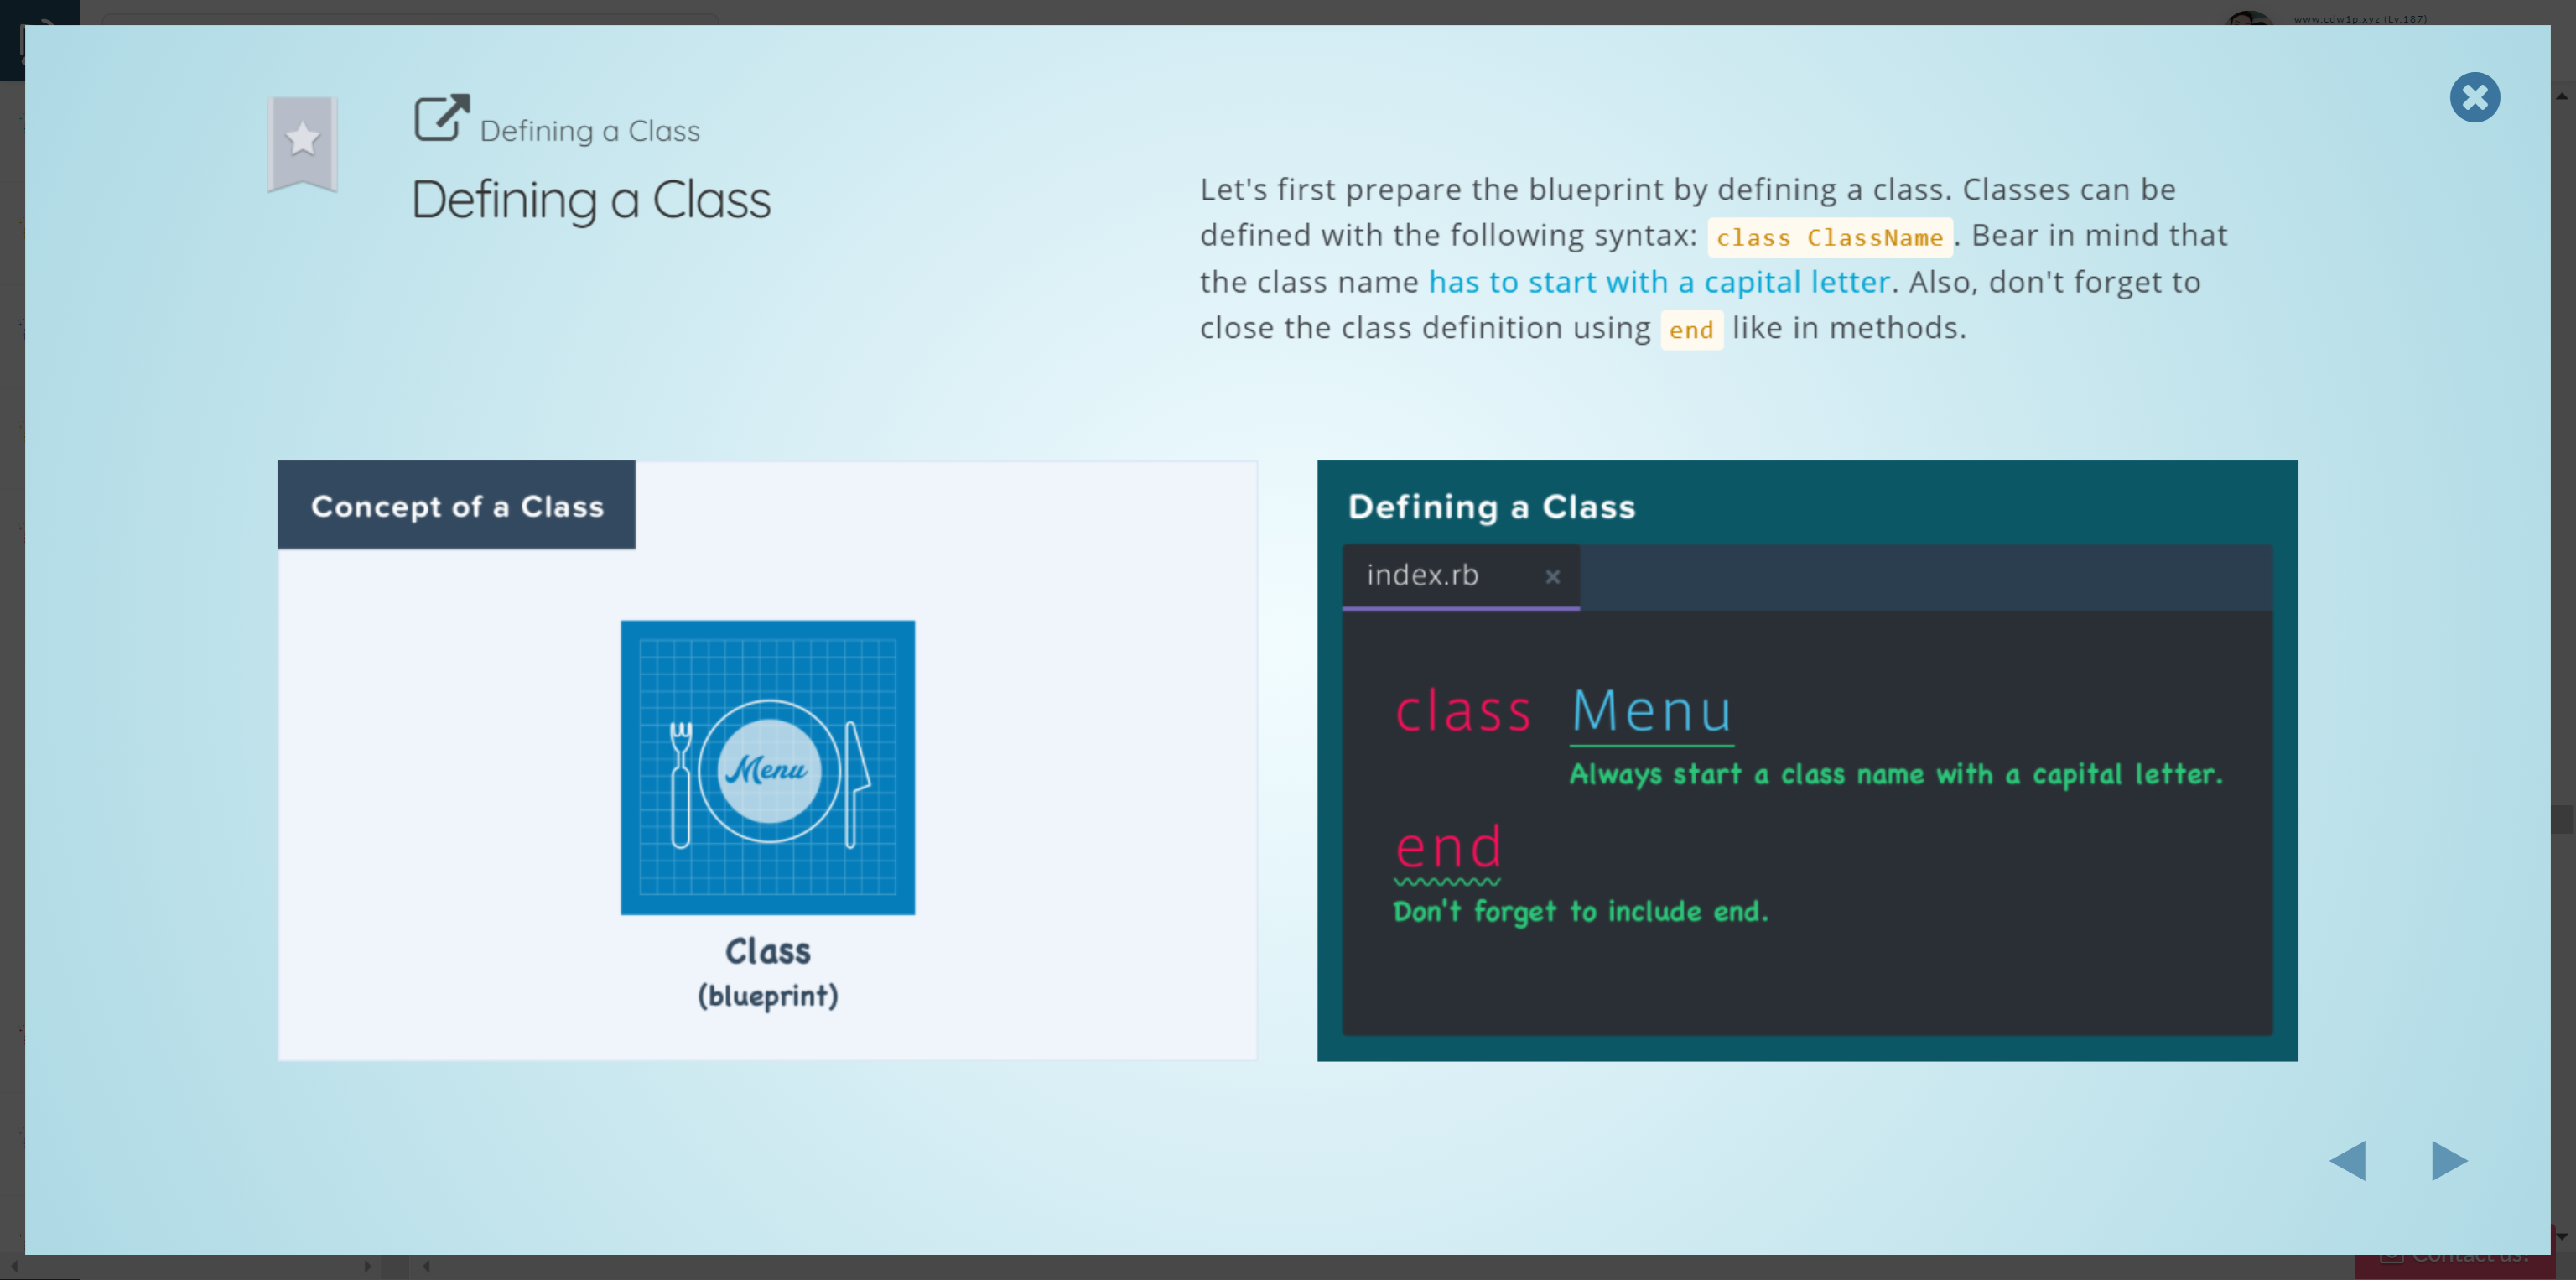 www.cdw1p.xyz (Lv.187)
Defining a Class
Defining a Class
Let's first prepare the blueprint by defining a class. Classes can be
defined with the following syntax: class ClassName. Bear in mind that
the class name has to start with a capital letter. Also, don't forget to
close the class definition using end like in methods.
Concept of a Class
Menu
Class
(blueprint)
Defining a Class
index.rb
class Menu
Always start a class name with a capital letter.
end
Don't forget to include end.
Contact us!